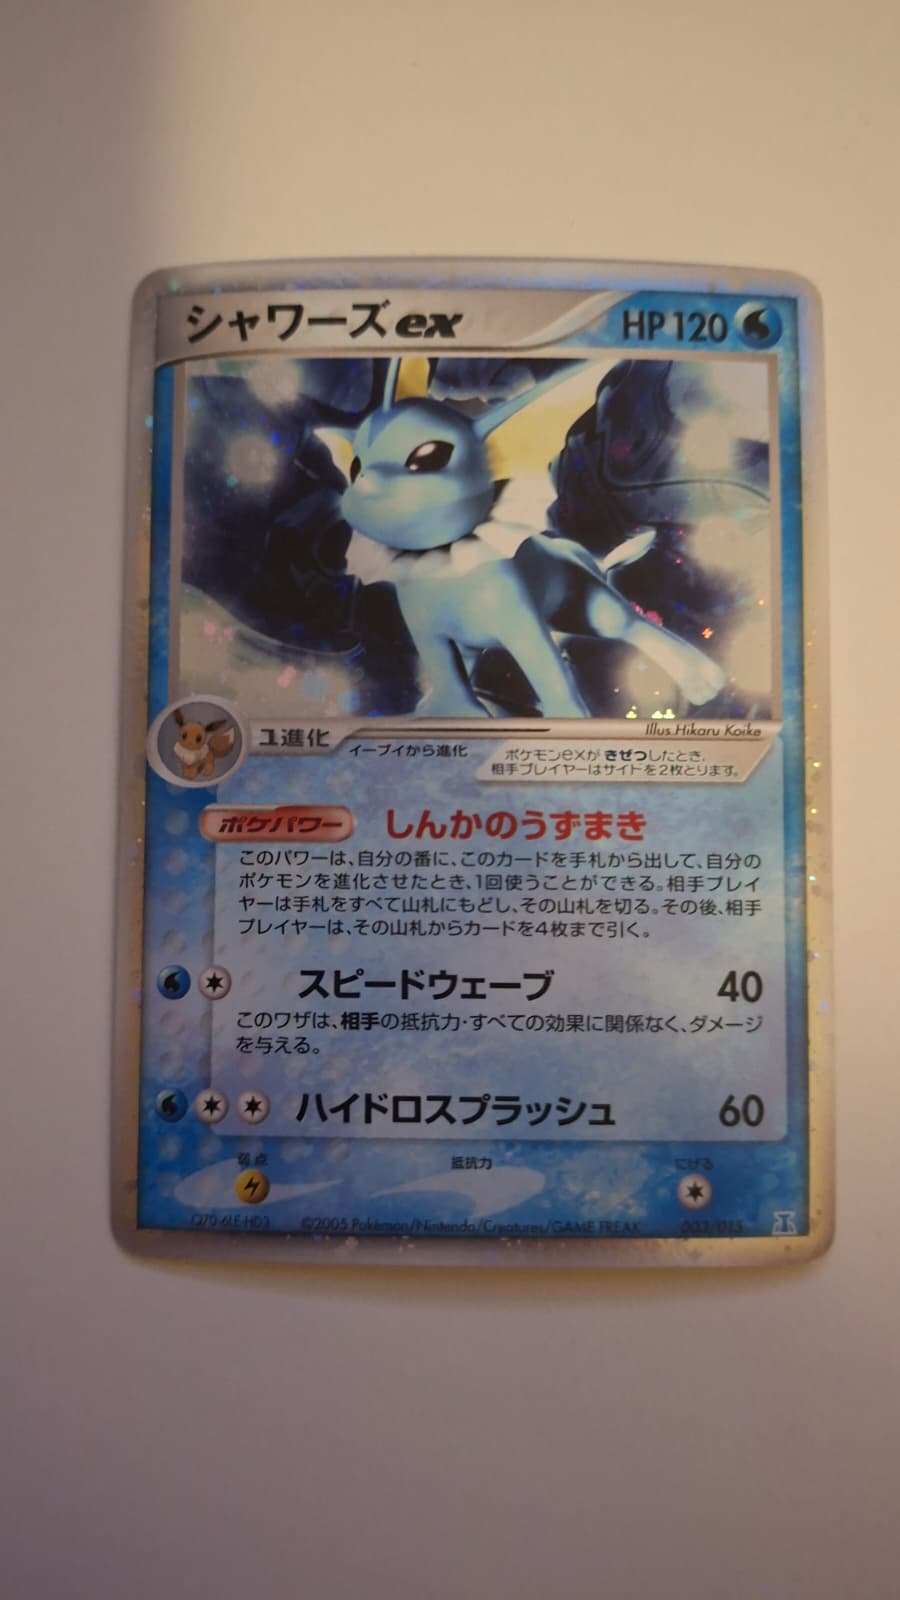 シャワーズex HP120
Illus.Hikaru Koike
1進化 イーブイから進化
ポケモンexが きぜつしたとき、
相手プレイヤーはサイドを2枚とります。
ポケパワー しんかのうずまき
このパワーは、自分の番に、このカードを手札から出して、自分の
ポケモンを進化させたとき、1回使うことができる。相手プレイ
ヤーは手札をすべて山札にもどし、その山札を切る。その後、相手
プレイヤーは、その山札からカードを4枚まで引く。
スピードウェーブ 40
このワザは、相手の抵抗力・すべての効果に関係なく、ダメージ
を与える。
ハイドロスプラッシュ 60
弱点 抵抗力 にげる
©2005 Pokémon/Nintendo/Creatures/GAME FREAK